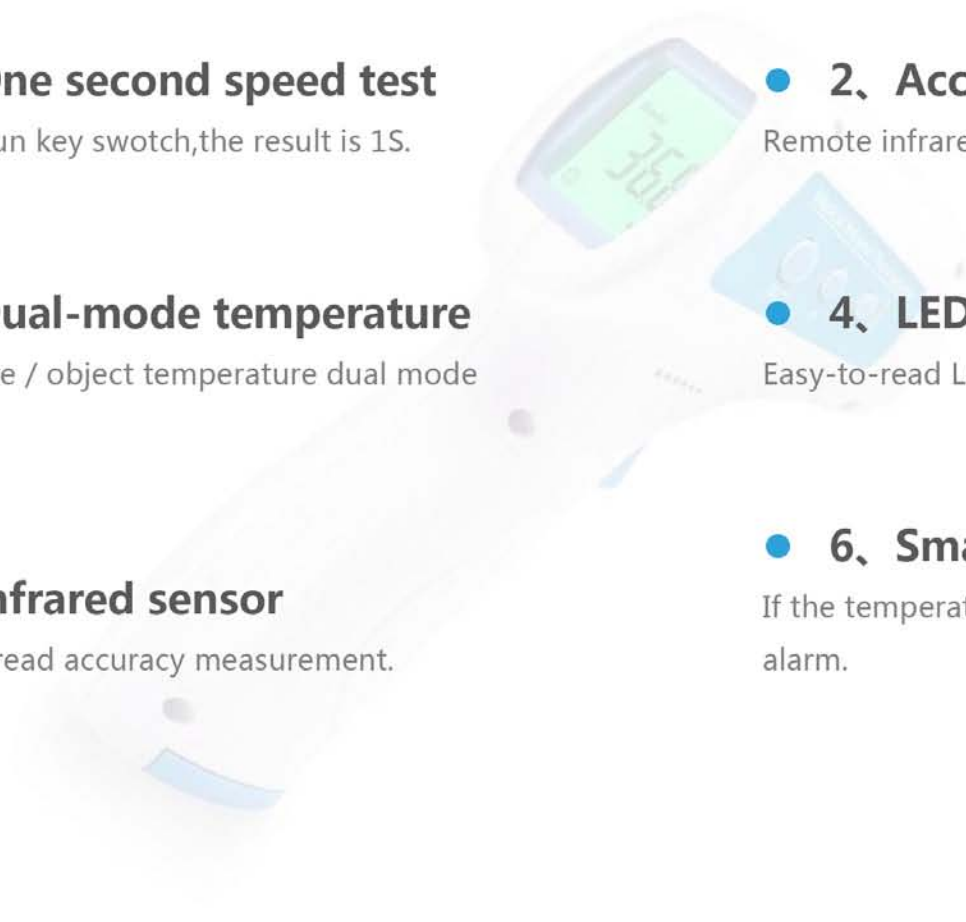 ne second speed test
un key swotch,the result is 1S.
2、Acc
Remote infrare
ual-mode temperature
e / object temperature dual mode
4、LED
Easy-to-read L
nfrared sensor
read accuracy measurement.
6、Sma
If the temperat
alarm.